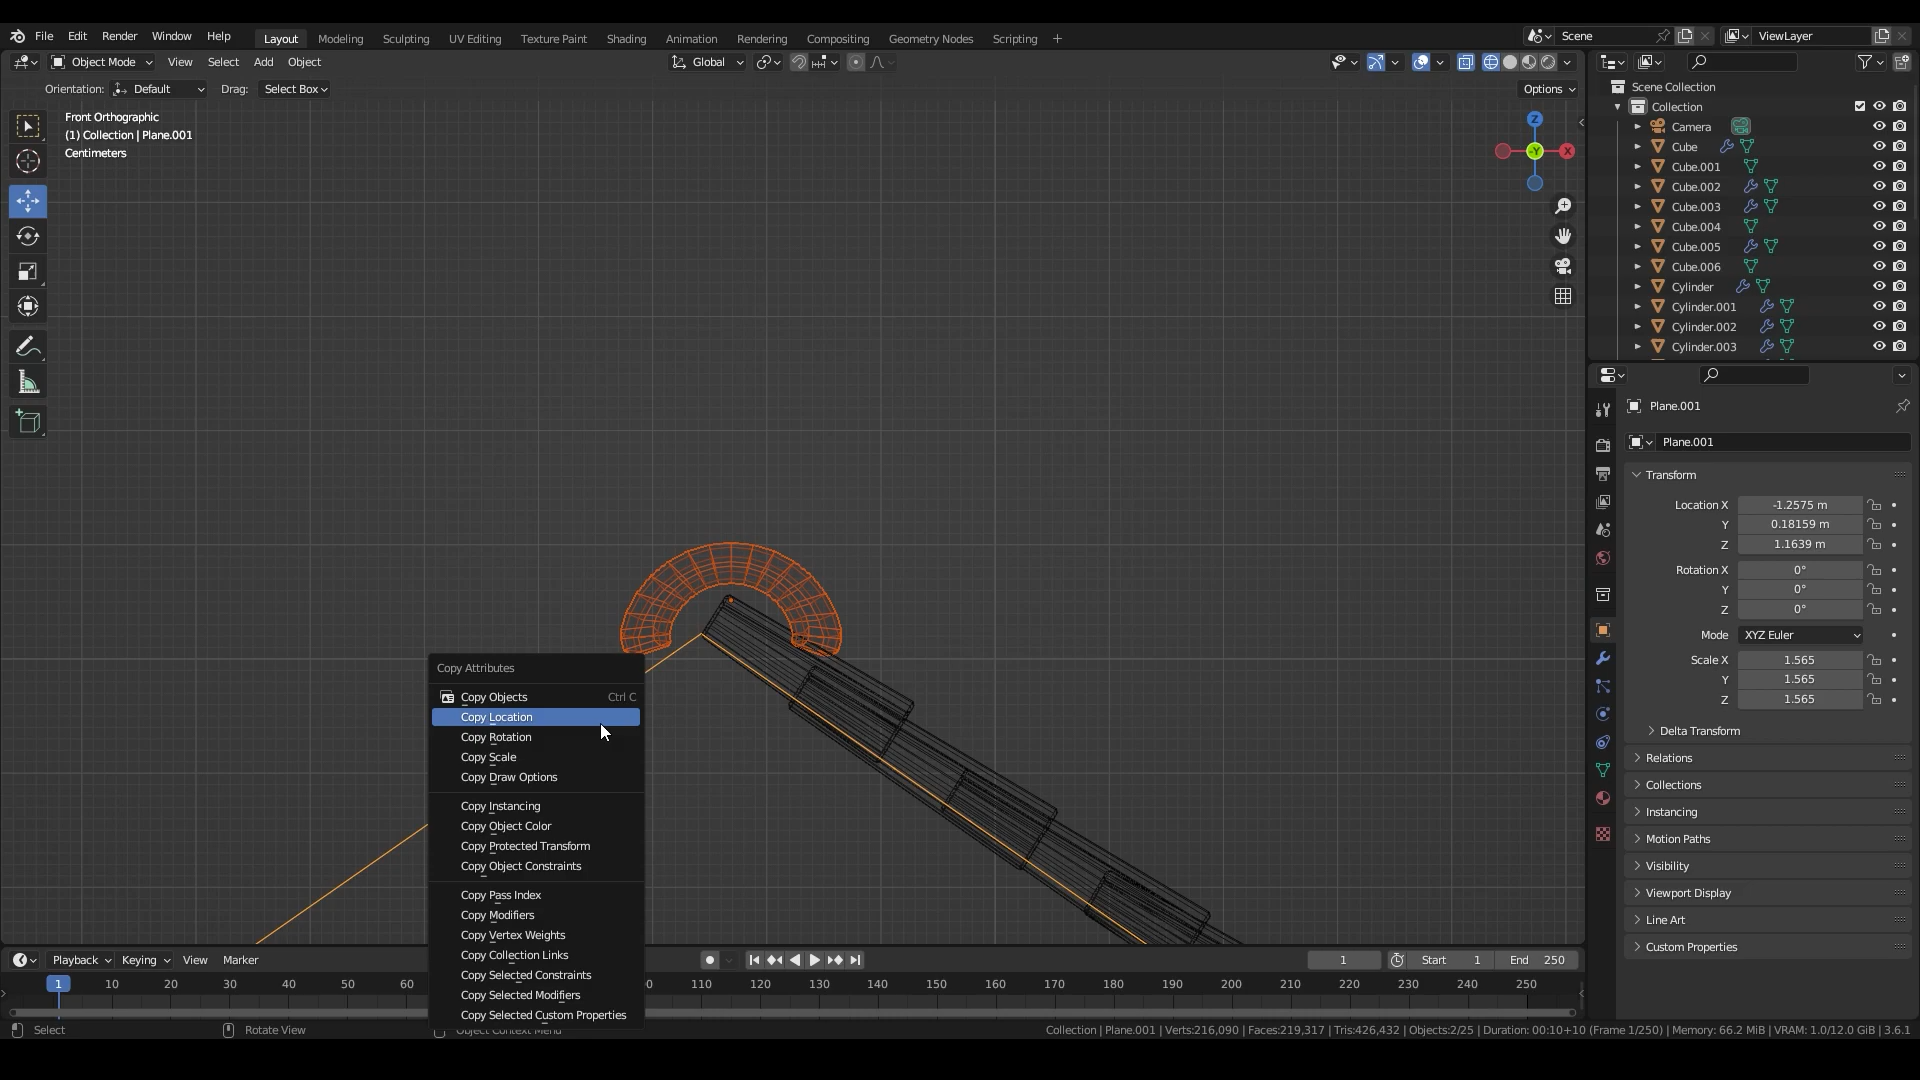 File Edit Render Window Help Layout Modeling Sculpting UV Editing Texture Paint Shading Animation Rendering Compositing Geometry Nodes Scripting + Scene ViewLayer
Object Mode View Select Add Object Global
Orientation: Default Drag: Select Box Options
Front Orthographic
(1) Collection | Plane.001
Centimeters
Z
-Y
X
Scene Collection
Collection
Camera
Cube
Cube.001
Cube.002
Cube.003
Cube.004
Cube.005
Cube.006
Cylinder
Cylinder.001
Cylinder.002
Cylinder.003
Plane.001
Plane.001
Transform
Location X -1.2575 m
Y 0.18159 m
Z 1.1639 m
Rotation X 0°
Y 0°
Z 0°
Mode XYZ Euler
Scale X 1.565
Y 1.565
Z 1.565
Delta Transform
Relations
Collections
Instancing
Motion Paths
Visibility
Viewport Display
Line Art
Custom Properties
Copy Attributes
Copy Objects Ctrl C
Copy Location
Copy Rotation
Copy Scale
Copy Draw Options
Copy Instancing
Copy Object Color
Copy Protected Transform
Copy Object Constraints
Copy Pass Index
Copy Modifiers
Copy Vertex Weights
Copy Collection Links
Copy Selected Constraints
Copy Selected Modifiers
Copy Selected Custom Properties
Playback Keying View Marker 1 Start 1 End 250
1 10 20 30 40 50 60 110 120 130 140 150 160 170 180 190 200 210 220 230 240 250
Select Rotate View Object Context Menu Collection | Plane.001 | Verts:216,090 | Faces:219,317 | Tris:426,432 | Objects:2/25 | Duration: 00:10+10 (Frame 1/250) | Memory: 66.2 MiB | VRAM: 1.0/12.0 GiB | 3.6.1